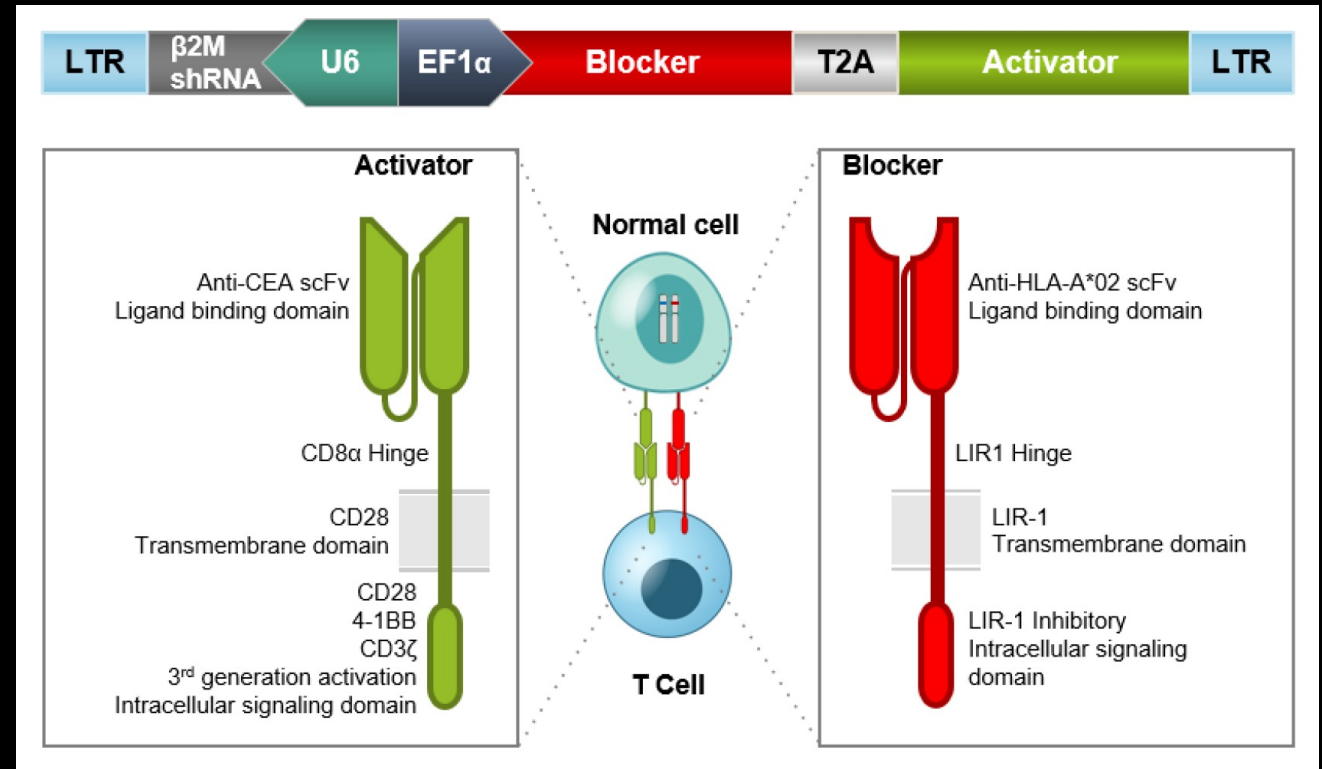 LTR
β2M
shRNA
U6
EF1α
Blocker
T2A
Activator
LTR
Activator
Anti-CEA scFv
Ligand binding domain
CD8α Hinge
CD28
Transmembrane domain
CD28
4-1BB
CD3ζ
3rd generation activation
Intracellular signaling domain
Normal cell
T Cell
Blocker
Anti-HLA-A*02 scFv
Ligand binding domain
LIR1 Hinge
LIR-1
Transmembrane domain
LIR-1 Inhibitory
Intracellular signaling
domain